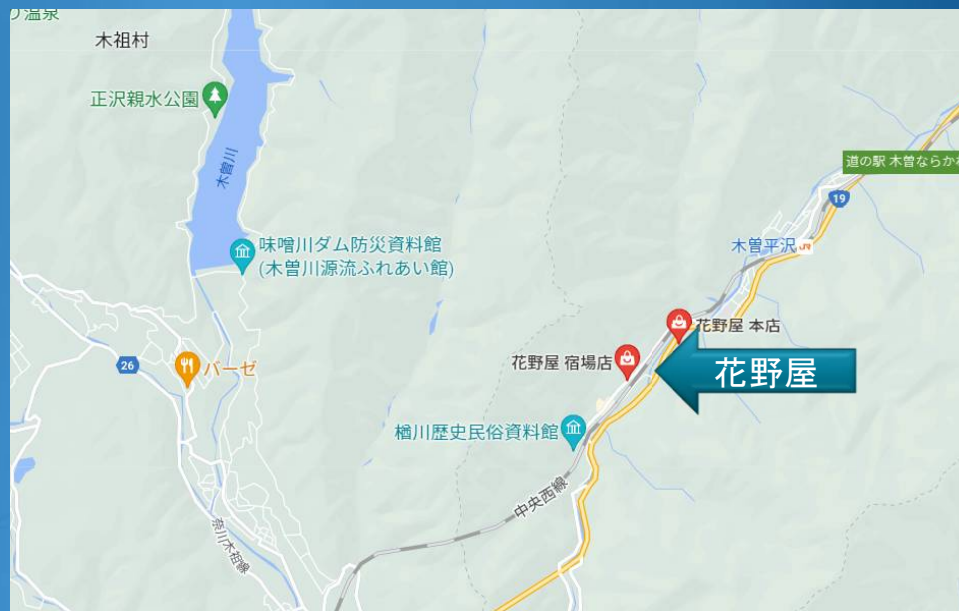 り温泉
木祖村
正沢親水公園
木曽川
道の駅 木曽ならかわ
19
木曽平沢
味噌川ダム防災資料館
(木曽川源流ふれあい館)
花野屋 本店
花野屋 宿場店
花野屋
26
バーゼ
楢川歴史民俗資料館
中央西線
奈川木祖線